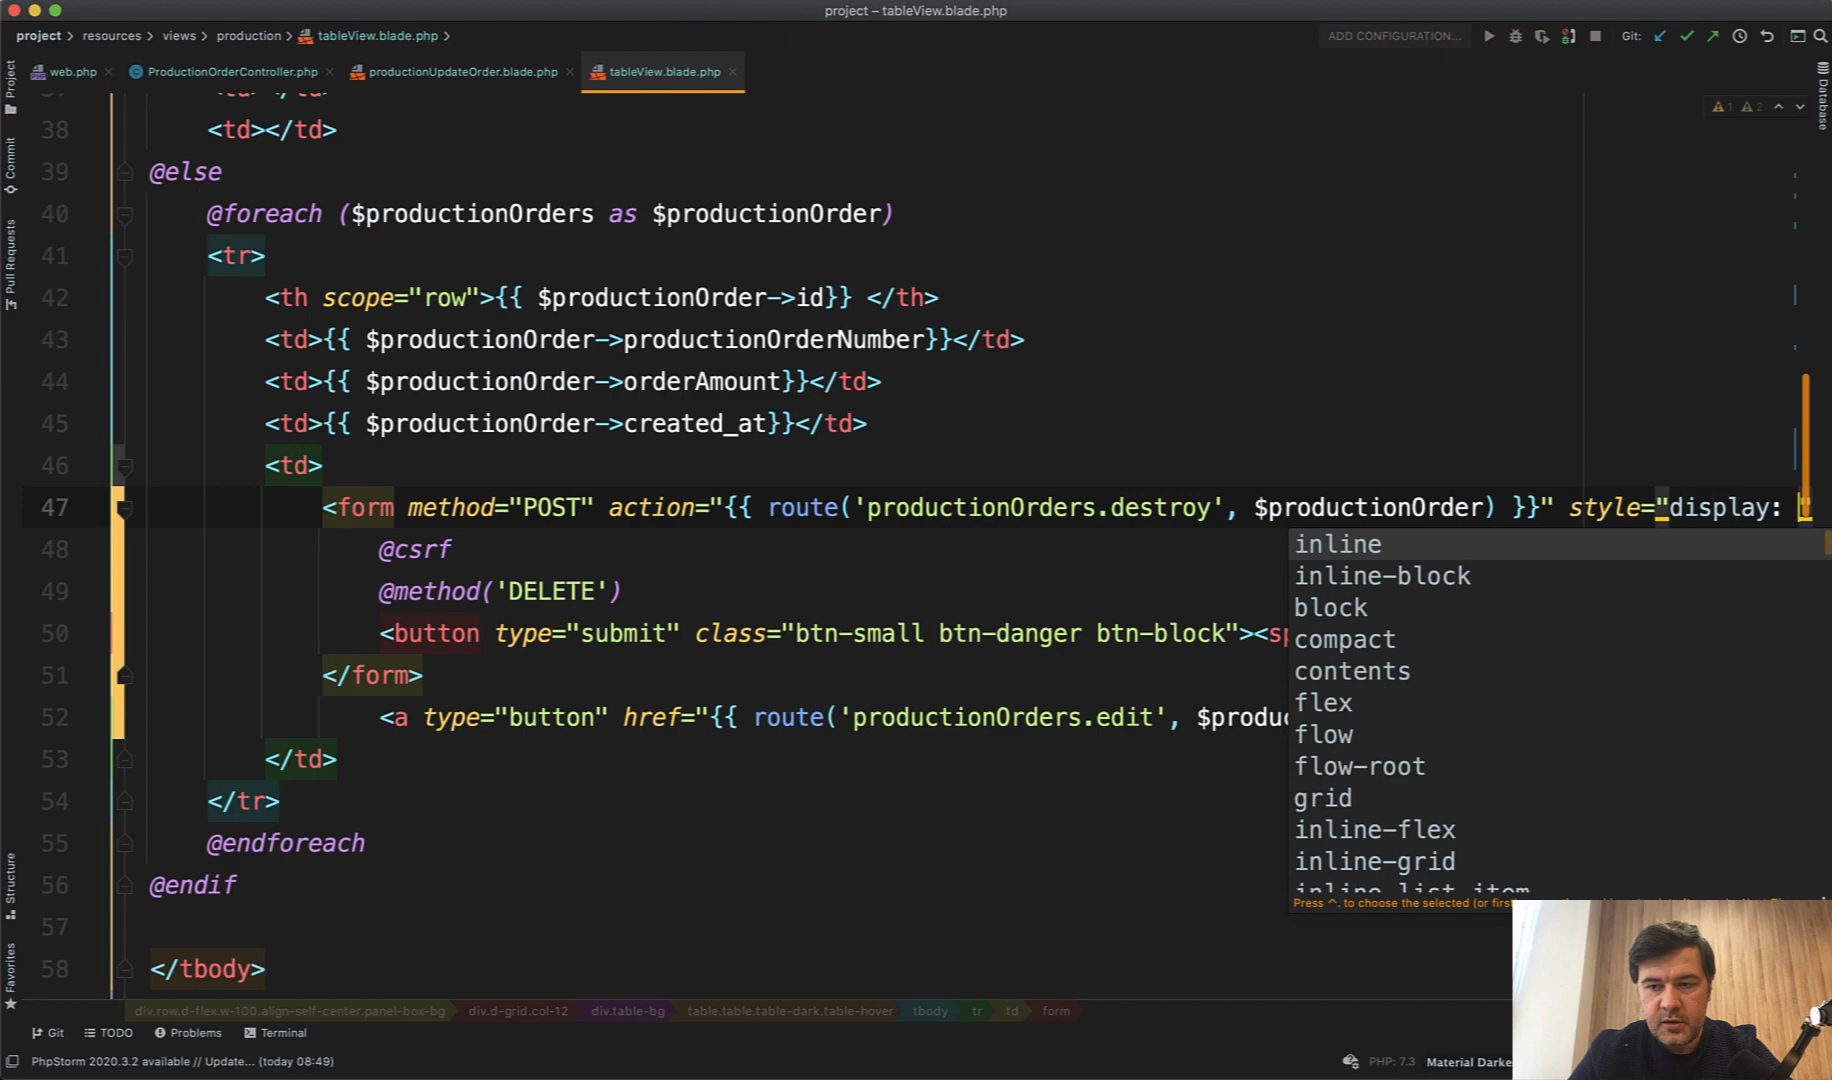 project – tableView.blade.php
project > resources > views > production > tableView.blade.php >
ADD CONFIGURATION...
Git:
web.php
ProductionOrderController.php
productionUpdateOrder.blade.php
tableView.blade.php
Project
Commit
Pull Requests
Structure
Favorites
Database
1 2
38 <td></td>
39 @else
40 @foreach ($productionOrders as $productionOrder)
41 <tr>
42 <th scope="row">{{ $productionOrder->id}} </th>
43 <td>{{ $productionOrder->productionOrderNumber}}</td>
44 <td>{{ $productionOrder->orderAmount}}</td>
45 <td>{{ $productionOrder->created_at}}</td>
46 <td>
47 <form method="POST" action="{{ route('productionOrders.destroy', $productionOrder) }}" style="display: "
48 @csrf
49 @method('DELETE')
50 <button type="submit" class="btn-small btn-danger btn-block"><sp
51 </form>
52 <a type="button" href="{{ route('productionOrders.edit', $produc
53 </td>
54 </tr>
55 @endforeach
56 @endif
57
58 </tbody>
inline
inline-block
block
compact
contents
flex
flow
flow-root
grid
inline-flex
inline-grid
inline-list-item
Press ^. to choose the selected (or first)
div.row.d-flex.w-100.align-self-center.panel-box-bg
div.d-grid.col-12
div.table-bg
table.table.table-dark.table-hover
tbody
tr
td
form
Git
TODO
Problems
Terminal
PhpStorm 2020.3.2 available // Update... (today 08:49)
PHP: 7.3
Material Darke